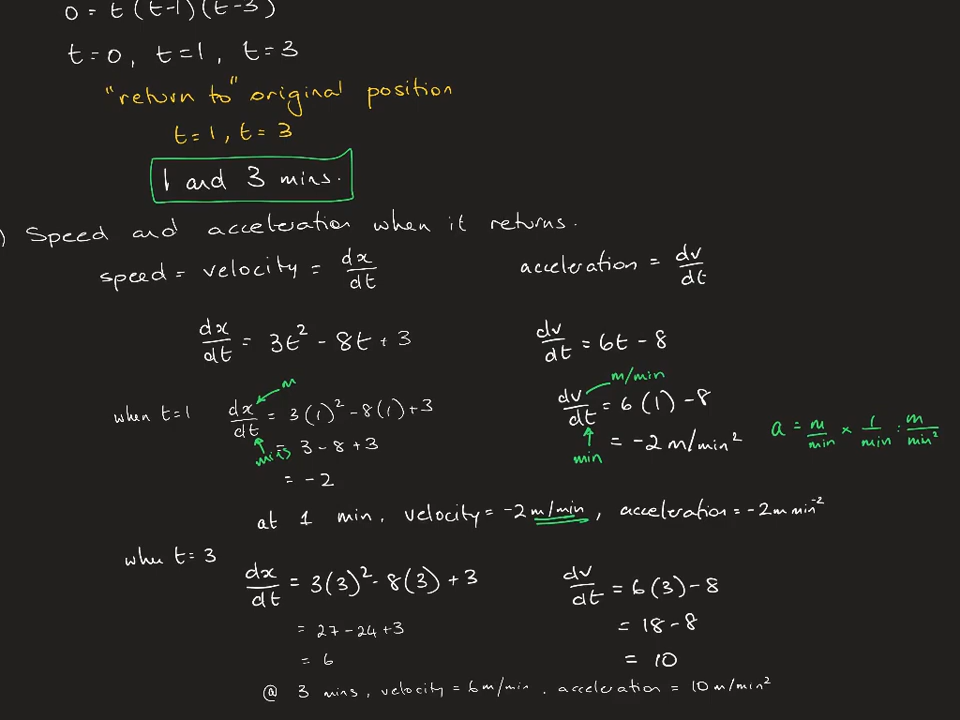 0 = t(t-1)(t-3)
t=0, t=1, t=3
"return to" original position
t=1, t=3
1 and 3 mins.
) Speed and acceleration when it returns.
speed = velocity = dx/dt
acceleration = dv/dt
dx/dt = 3t² - 8t + 3
dv/dt = 6t - 8
m
m/min
when t=1 dx/dt = 3(1)² - 8(1) + 3
dv/dt = 6(1) - 8
mins
= 3 - 8 + 3
min
= -2 m/min²
a = m/min × 1/min : m/min²
= -2
at 1 min, velocity = -2 m/min, acceleration = -2 m min⁻²
when t=3
dx/dt = 3(3)² - 8(3) + 3
dv/dt = 6(3) - 8
= 27 - 24 + 3
= 18 - 8
= 6
= 10
@ 3 mins, velocity = 6 m/min. acceleration = 10 m/min²